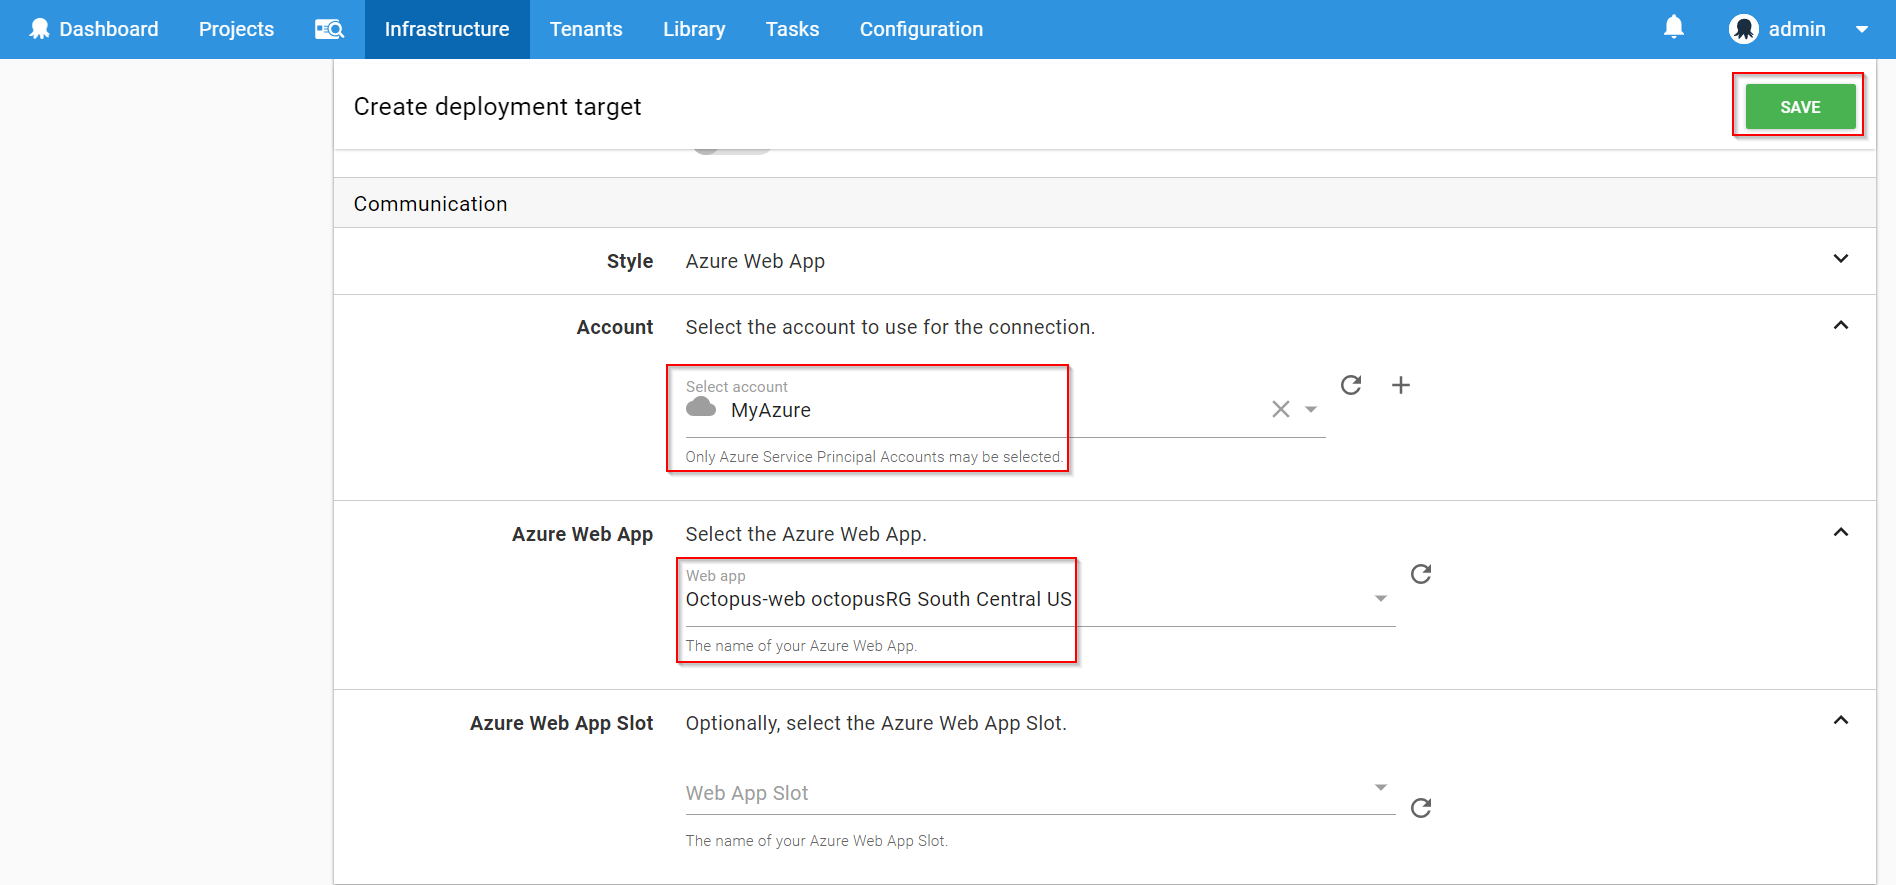 Dashboard Projects Infrastructure Tenants Library Tasks Configuration admin
Create deployment target SAVE
Communication
Style Azure Web App
Account Select the account to use for the connection.
Select account
MyAzure
Only Azure Service Principal Accounts may be selected.
Azure Web App Select the Azure Web App.
Web app
Octopus-web octopusRG South Central US
The name of your Azure Web App.
Azure Web App Slot Optionally, select the Azure Web App Slot.
Web App Slot
The name of your Azure Web App Slot.